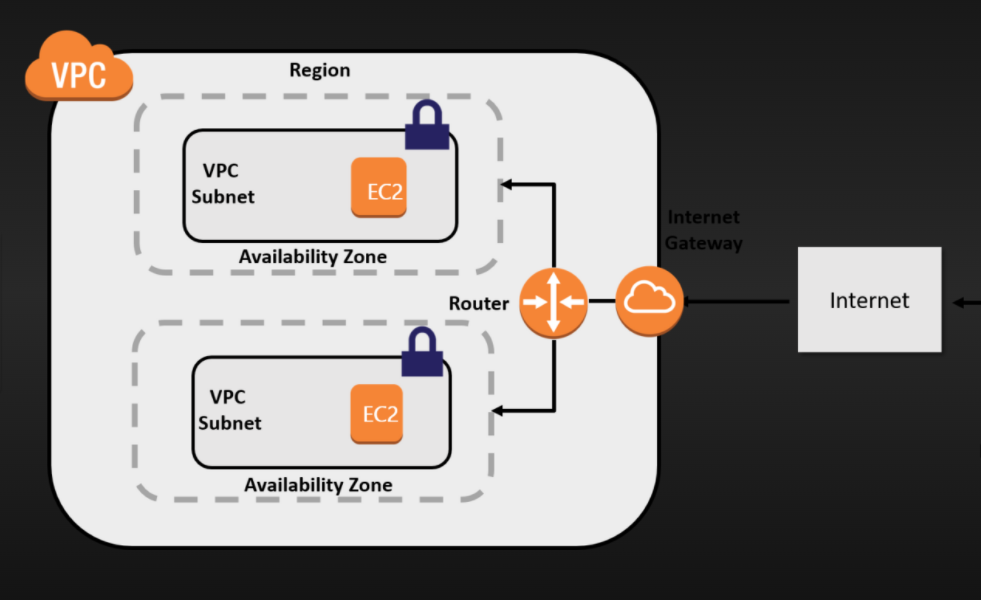 VPC
Region
VPC
Subnet
EC2
Availability Zone
Internet
Gateway
Router
Internet
VPC
Subnet
EC2
Availability Zone